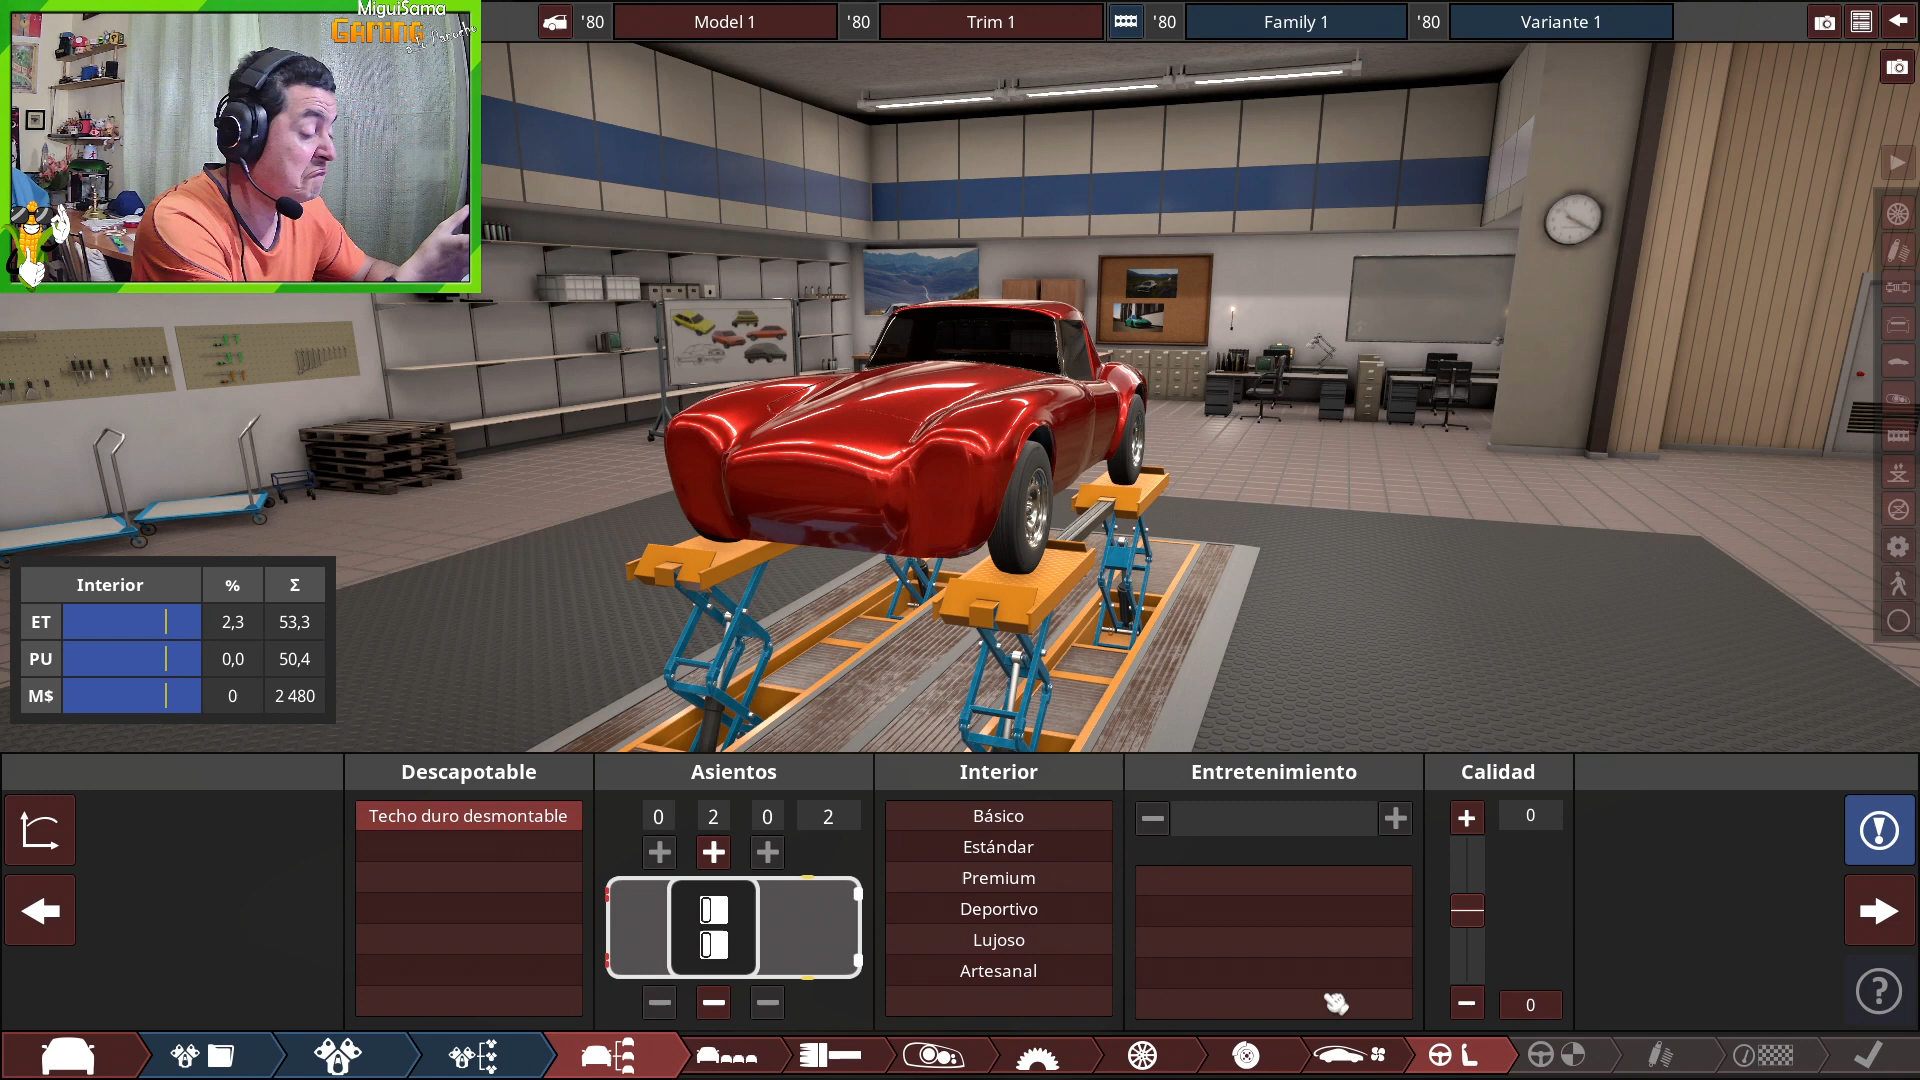 MiguiSama
GAMING
a la Panocha
'80
Model 1
'80
Trim 1
'80
Family 1
'80
Variante 1
Interior
%
Σ
ET
2,3
53,3
PU
0,0
50,4
M$
0
2 480
Descapotable
Asientos
Interior
Entretenimiento
Calidad
Techo duro desmontable
0
2
0
2
Básico
Estándar
Premium
Deportivo
Lujoso
Artesanal
0
0